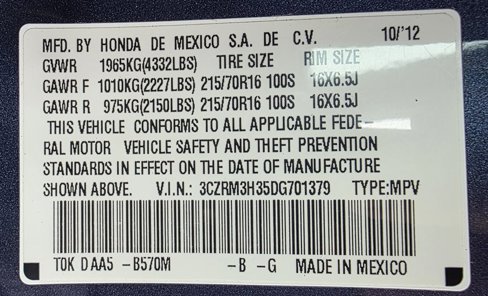 MFD. BY HONDA DE MEXICO S.A. DE C.V. 10/'12
GVWR 1965KG(4332LBS) TIRE SIZE RIM SIZE
GAWR F 1010KG(2227LBS) 215/70R16 100S 16X6.5J
GAWR R 975KG(2150LBS) 215/70R16 100S 16X6.5J
THIS VEHICLE CONFORMS TO ALL APPLICABLE FEDE-
RAL MOTOR VEHICLE SAFETY AND THEFT PREVENTION
STANDARDS IN EFFECT ON THE DATE OF MANUFACTURE
SHOWN ABOVE. V.I.N.: 3CZRM3H35DG701379 TYPE:MPV
T0K D AA5 -B570M -B -G MADE IN MEXICO